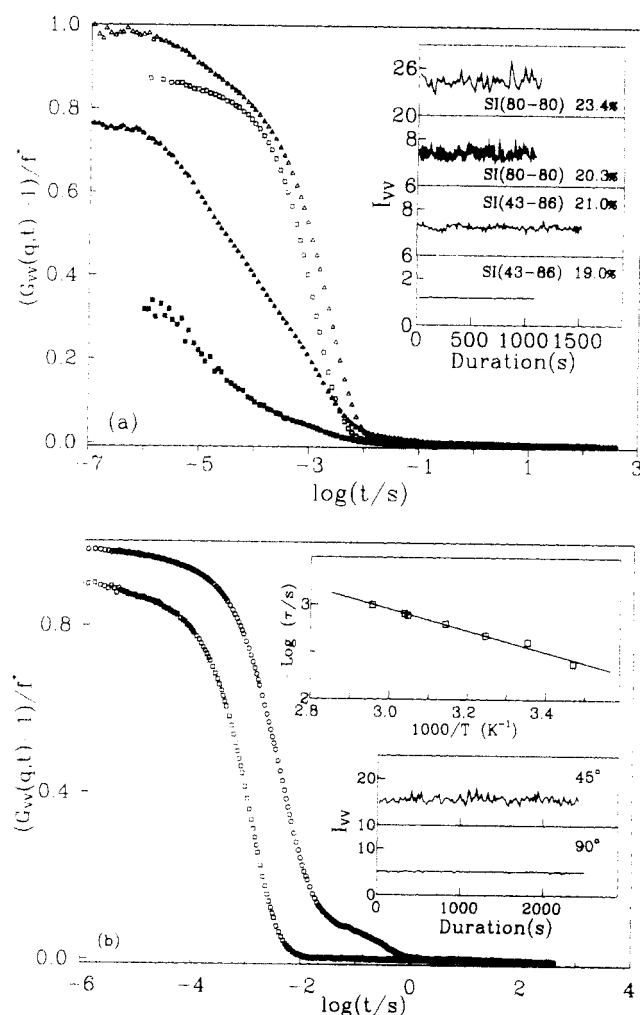 1.0
0.8
0.6
0.4
0.2
0.0
(G_VV(q,t) - 1)/f*
(a)
-7 -5 -3 -1 1 3
log(t/s)
26
20
SI(80-80) 23.4%
8
6
SI(80-80) 20.3%
SI(43-86) 21.0%
8
6
SI(43-86) 19.0%
2
0
I_VV
0 500 1000 1500
Duration(s)
0.8
0.4
0.0
(G_VV(q,t) - 1)/f*
(b)
-6 -4 -2 0 2 4
log(t/s)
3
2
- Log (τ/s)
2.8 3.0 3.2 3.4
1000/T (K⁻¹)
20
10
45°
10
0
90°
I_VV
0 1000 2000
Duration(s)